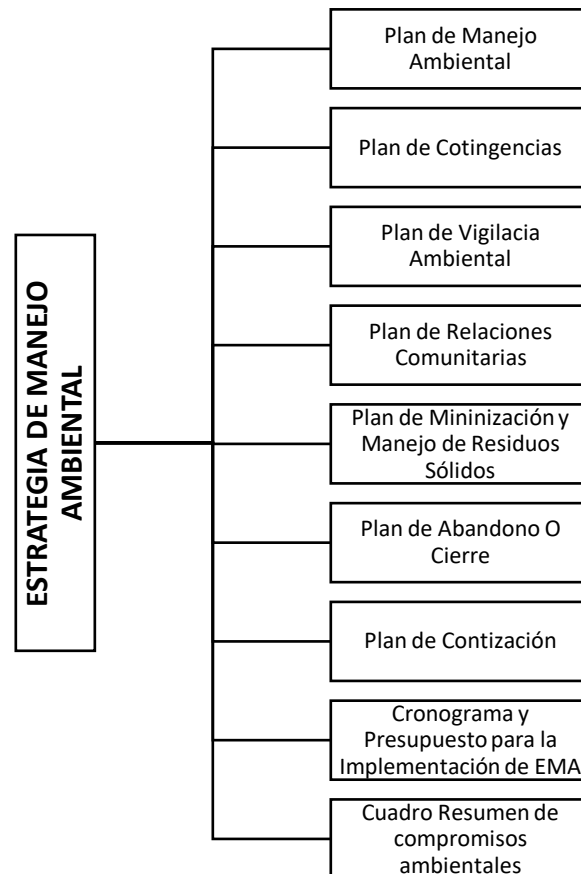 ESTRATEGIA DE MANEJO
AMBIENTAL
Plan de Manejo
Ambiental
Plan de Cotingencias
Plan de Vigilacia
Ambiental
Plan de Relaciones
Comunitarias
Plan de Mininización y
Manejo de Residuos
Sólidos
Plan de Abandono O
Cierre
Plan de Contización
Cronograma y
Presupuesto para la
Implementación de EMA
Cuadro Resumen de
compromisos
ambientales